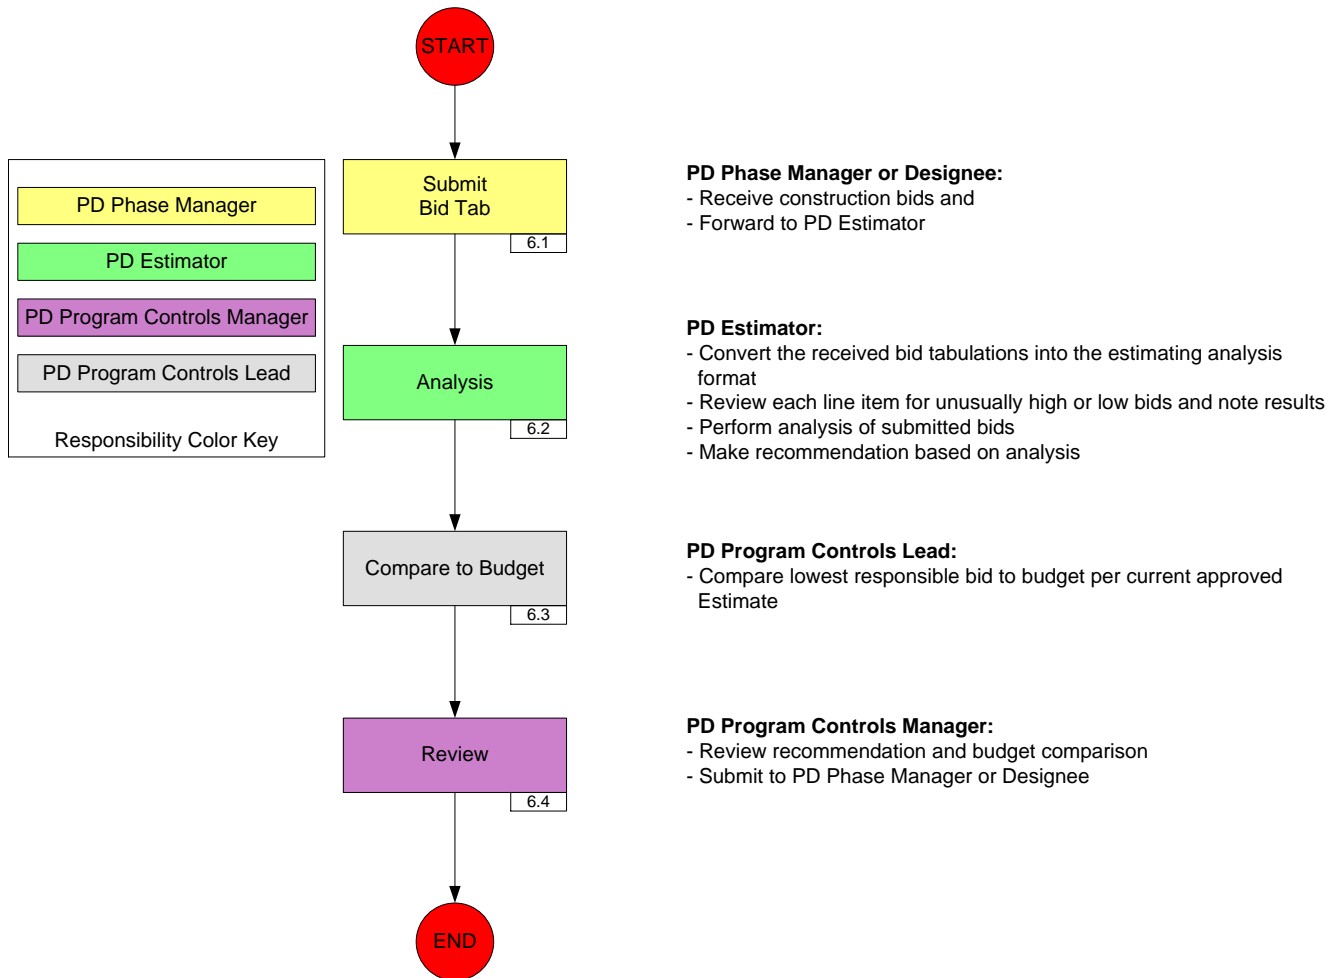 START
PD Phase Manager
PD Estimator
PD Program Controls Manager
PD Program Controls Lead
Responsibility Color Key
Submit
Bid Tab
6.1
PD Phase Manager or Designee:
- Receive construction bids and
- Forward to PD Estimator
Analysis
6.2
PD Estimator:
- Convert the received bid tabulations into the estimating analysis
format
- Review each line item for unusually high or low bids and note results
- Perform analysis of submitted bids
- Make recommendation based on analysis
Compare to Budget
6.3
PD Program Controls Lead:
- Compare lowest responsible bid to budget per current approved
Estimate
Review
6.4
PD Program Controls Manager:
- Review recommendation and budget comparison
- Submit to PD Phase Manager or Designee
END